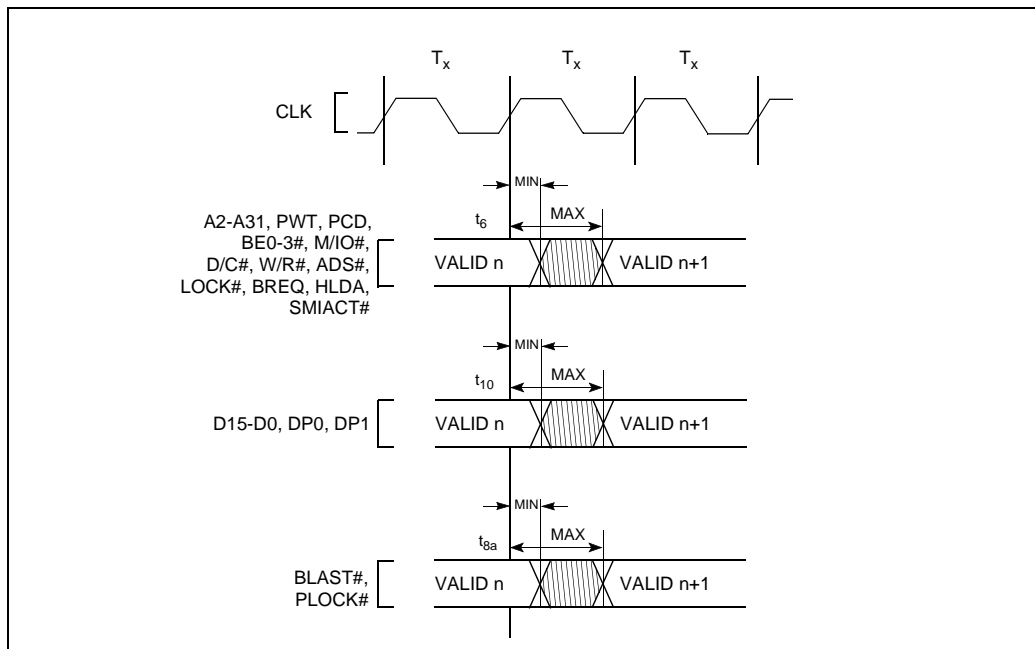 Tx Tx Tx
CLK
MIN
t6 MAX
A2-A31, PWT, PCD,
BE0-3#, M/IO#,
D/C#, W/R#, ADS#,
LOCK#, BREQ, HLDA,
SMIACT#
VALID n VALID n+1
MIN
t10 MAX
D15-D0, DP0, DP1
VALID n VALID n+1
MIN
t8a MAX
BLAST#,
PLOCK#
VALID n VALID n+1